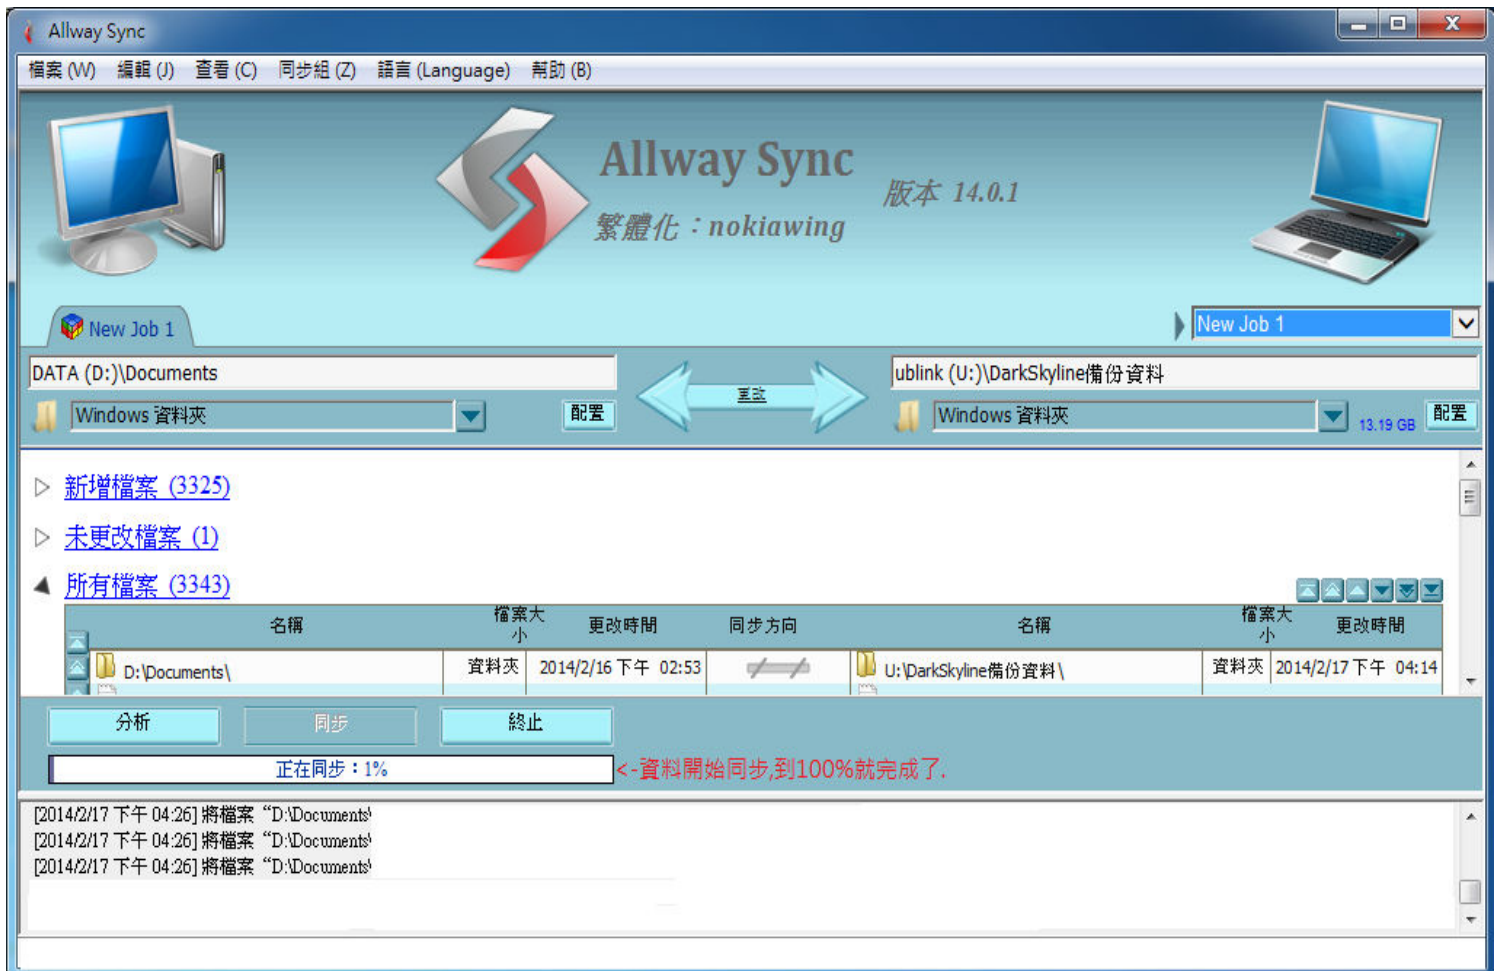 Allway Sync
檔案 (W) 編輯 (J) 查看 (C) 同步組 (Z) 語言 (Language) 幫助 (B)
Allway Sync
版本 14.0.1
繁體化：nokiawing
New Job 1
New Job 1
DATA (D:)\Documents
更改
ublink (U:)\DarkSkyline備份資料
Windows 資料夾
配置
Windows 資料夾
13.19 GB
配置
新增檔案 (3325)
未更改檔案 (1)
所有檔案 (3343)
名稱 檔案大小 更改時間 同步方向 名稱 檔案大小 更改時間
D:\Documents\ 資料夾 2014/2/16 下午 02:53 U:\DarkSkyline備份資料\ 資料夾 2014/2/17 下午 04:14
分析 同步 終止
正在同步：1%
<-資料開始同步,到100%就完成了.
[2014/2/17 下午 04:26] 將檔案 “D:\Documents\
[2014/2/17 下午 04:26] 將檔案 “D:\Documents\
[2014/2/17 下午 04:26] 將檔案 “D:\Documents\